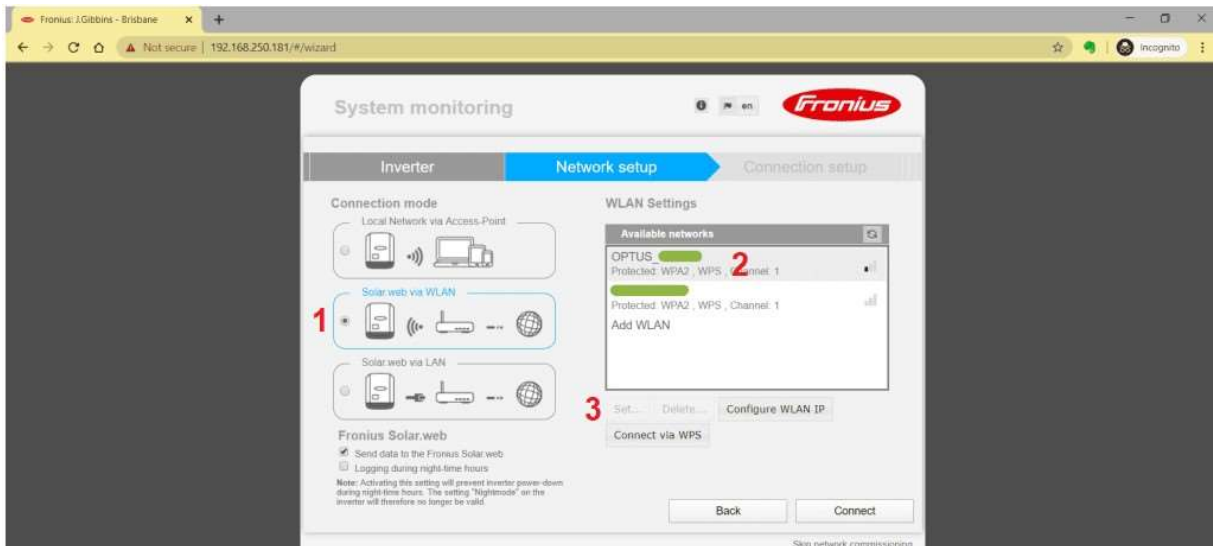 Fronius: J.Gibbins - Brisbane
Not secure | 192.168.250.181/#/wizard
Incognito
System monitoring
en
Fronius
Inverter
Network setup
Connection setup
Connection mode
Local Network via Access-Point
1
Solar.web via WLAN
Solar.web via LAN
Fronius Solar.web
Send data to the Fronius Solar.web
Logging during night-time hours
Note: Activating this setting will prevent inverter power-down
during night-time hours. The setting "Nightmode" on the
inverter will therefore no longer be valid.
WLAN Settings
Available networks
OPTUS_
2
Protected: WPA2 , WPS , Channel: 1
Protected: WPA2 , WPS , Channel: 1
Add WLAN
3
Set... Delete... Configure WLAN IP
Connect via WPS
Back Connect
Skip network commissioning